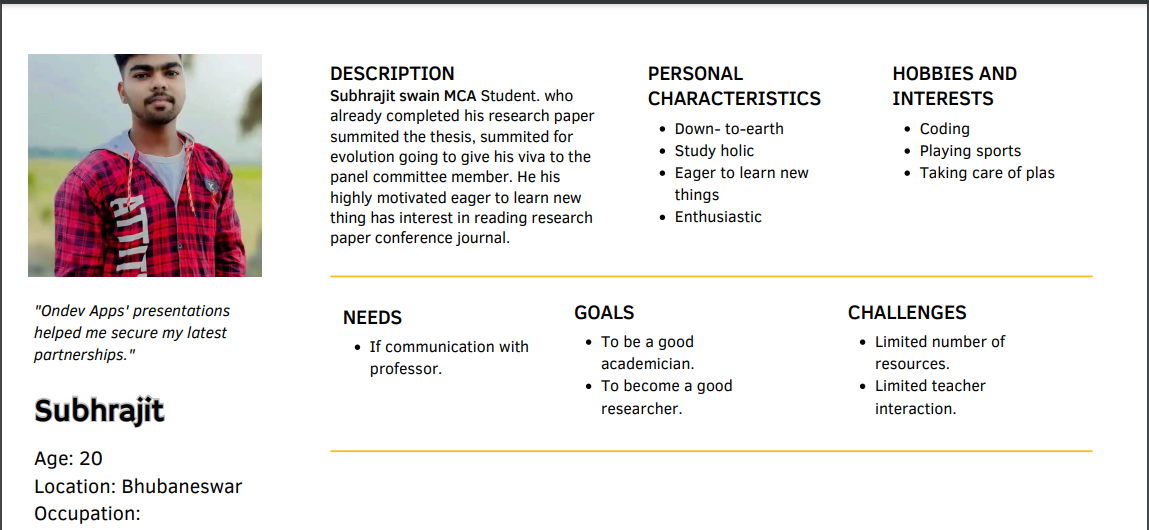 DESCRIPTION
Subhrajit swain MCA Student. who
already completed his research paper
summited the thesis, summited for
evolution going to give his viva to the
panel committee member. He his
highly motivated eager to learn new
thing has interest in reading research
paper conference journal.
PERSONAL
CHARACTERISTICS
• Down- to-earth
• Study holic
• Eager to learn new
things
• Enthusiastic
HOBBIES AND
INTERESTS
• Coding
• Playing sports
• Taking care of plas
"Ondev Apps' presentations
helped me secure my latest
partnerships."
Subhrajit
Age: 20
Location: Bhubaneswar
Occupation:
NEEDS
• If communication with
professor.
GOALS
• To be a good
academician.
• To become a good
researcher.
CHALLENGES
• Limited number of
resources.
• Limited teacher
interaction.